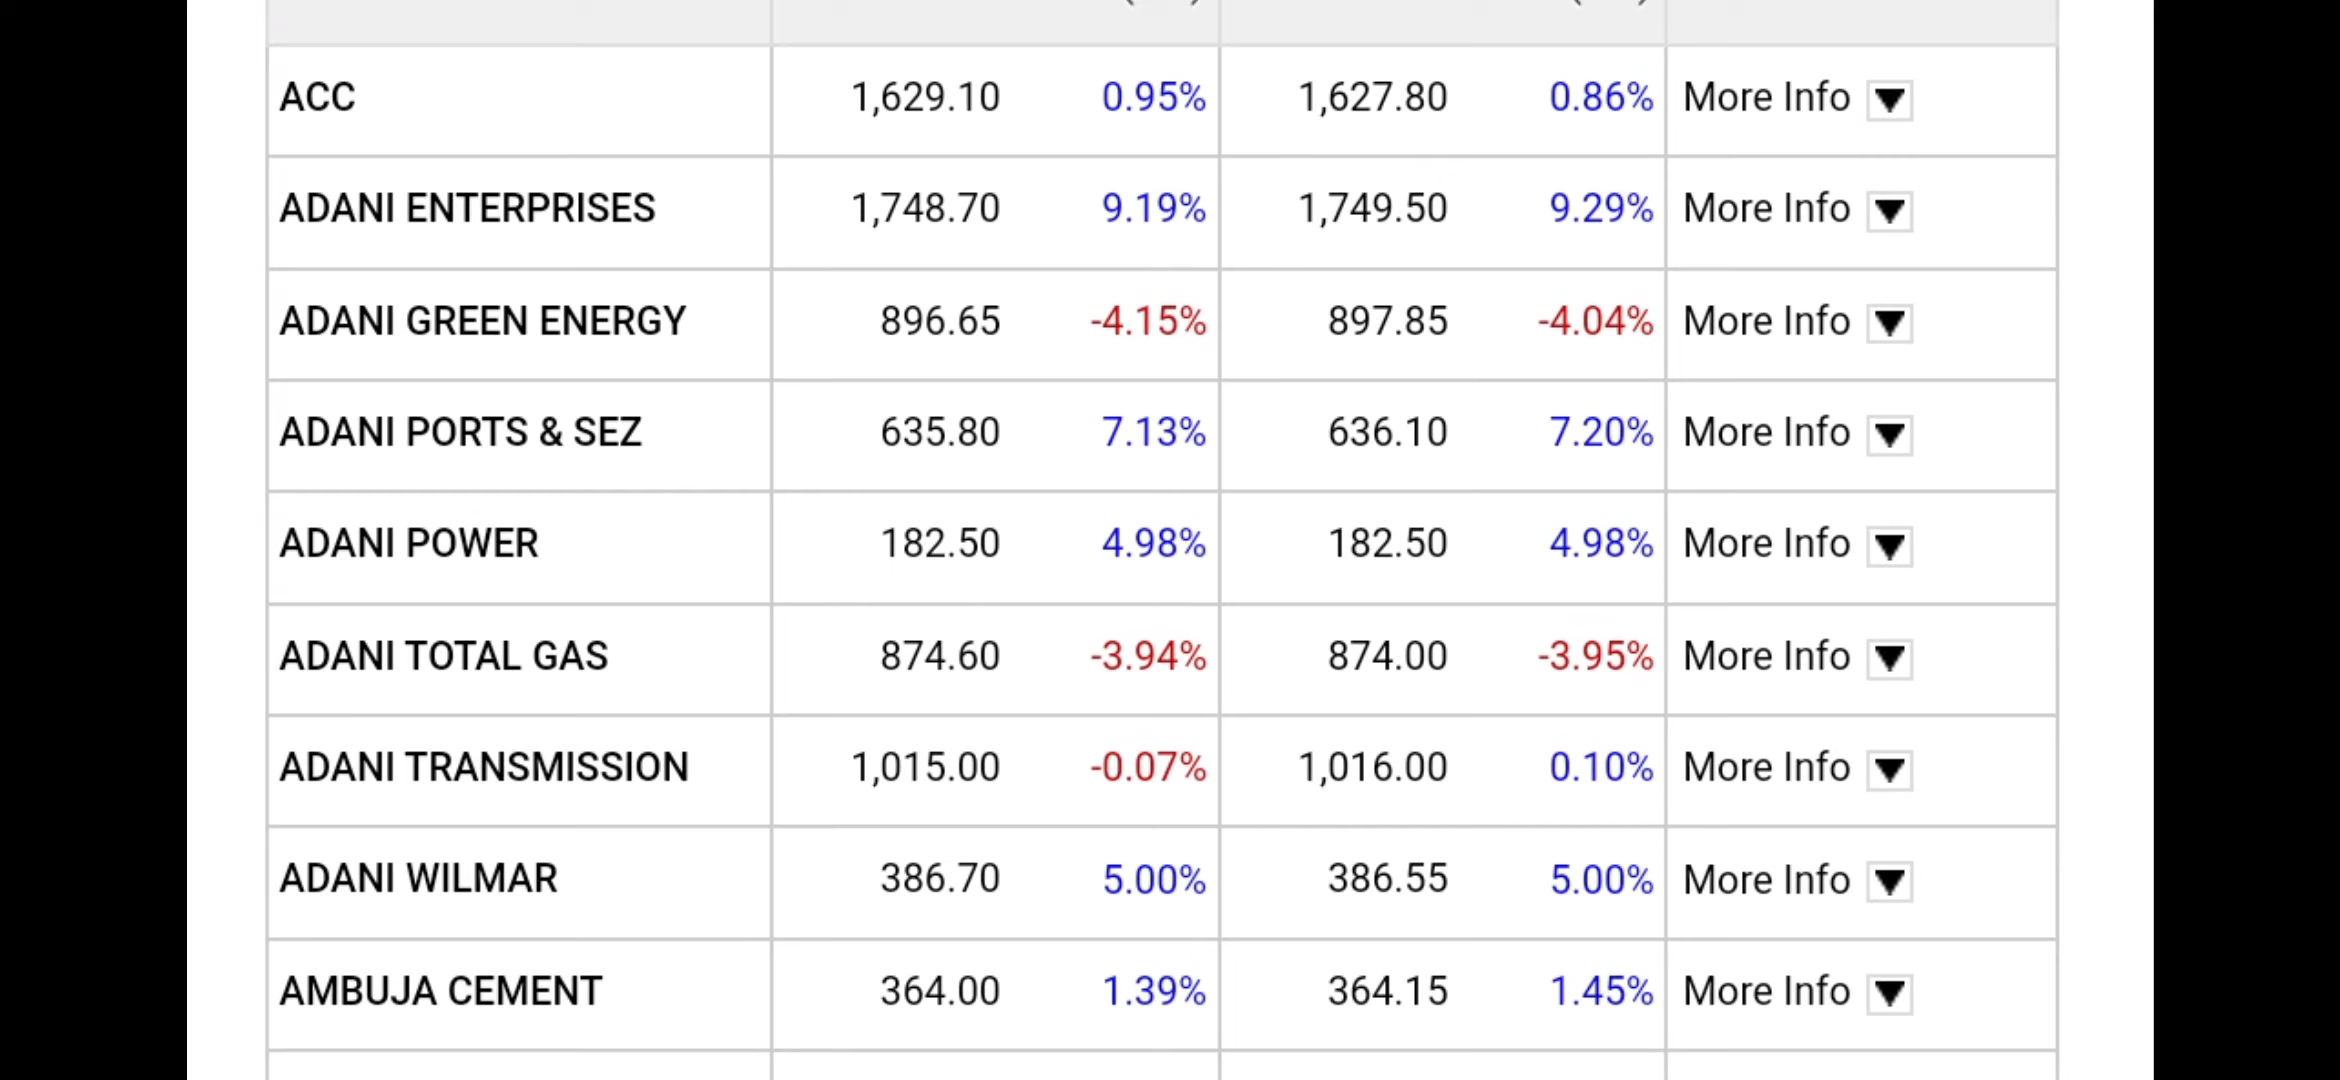 ACC 1,629.10 0.95% 1,627.80 0.86% More Info
ADANI ENTERPRISES 1,748.70 9.19% 1,749.50 9.29% More Info
ADANI GREEN ENERGY 896.65 -4.15% 897.85 -4.04% More Info
ADANI PORTS & SEZ 635.80 7.13% 636.10 7.20% More Info
ADANI POWER 182.50 4.98% 182.50 4.98% More Info
ADANI TOTAL GAS 874.60 -3.94% 874.00 -3.95% More Info
ADANI TRANSMISSION 1,015.00 -0.07% 1,016.00 0.10% More Info
ADANI WILMAR 386.70 5.00% 386.55 5.00% More Info
AMBUJA CEMENT 364.00 1.39% 364.15 1.45% More Info